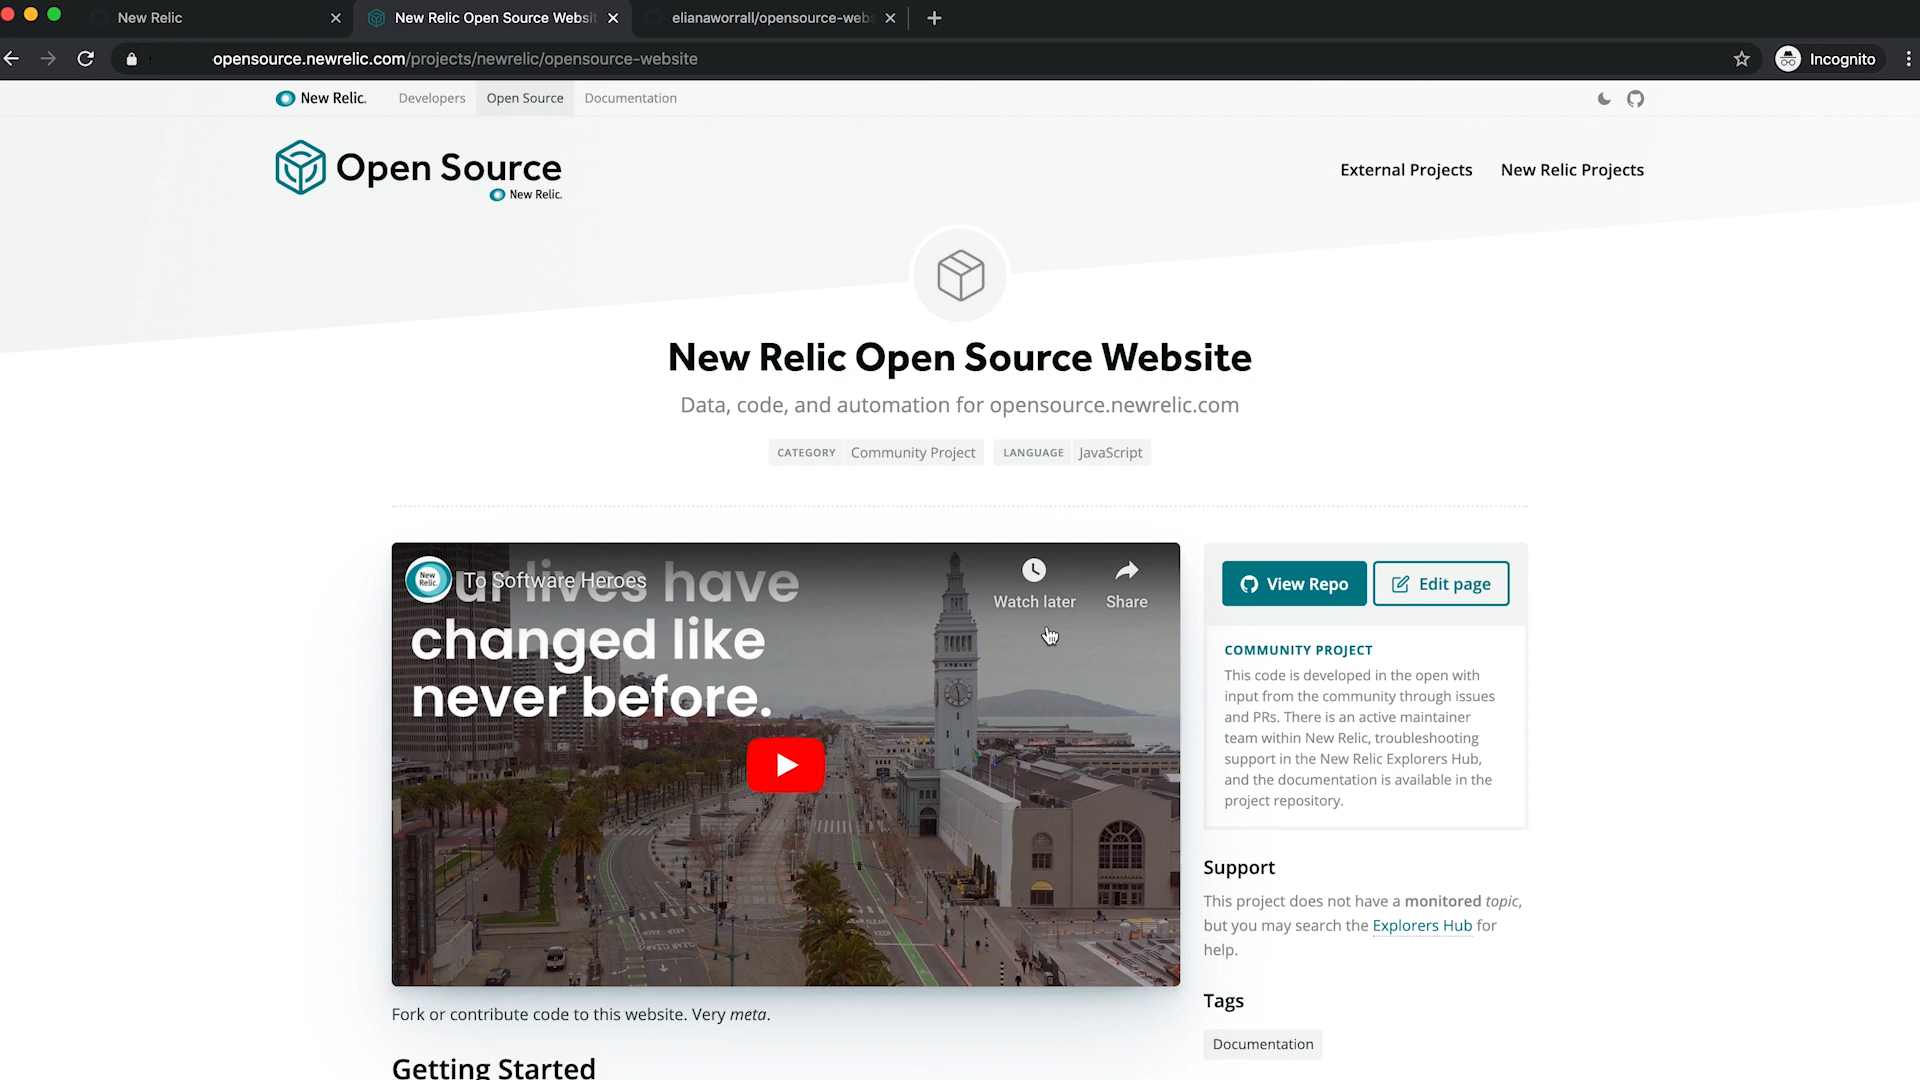 New Relic
New Relic Open Source Websit
elianaworrall/opensource-webs
opensource.newrelic.com/projects/newrelic/opensource-website
Incognito
New Relic.
Developers
Open Source
Documentation
Open Source
New Relic.
External Projects
New Relic Projects
New Relic Open Source Website
Data, code, and automation for opensource.newrelic.com
CATEGORY Community Project
LANGUAGE JavaScript
New Relic.
To Software Heroes
ur lives have
changed like
never before.
Watch later
Share
View Repo
Edit page
COMMUNITY PROJECT
This code is developed in the open with
input from the community through issues
and PRs. There is an active maintainer
team within New Relic, troubleshooting
support in the New Relic Explorers Hub,
and the documentation is available in the
project repository.
Support
This project does not have a monitored topic,
but you may search the Explorers Hub for
help.
Tags
Documentation
Fork or contribute code to this website. Very meta.
Getting Started